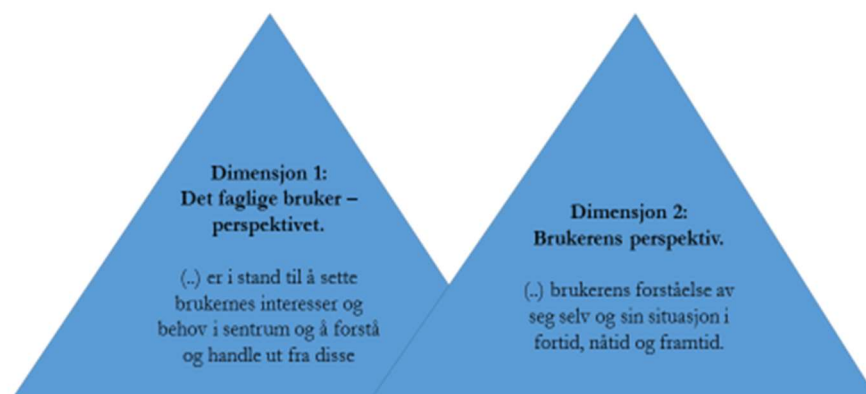 Dimensjon 1:
Det faglige bruker –
perspektivet.
(..) er i stand til å sette
brukernes interesser og
behov i sentrum og å forstå
og handle ut fra disse
Dimensjon 2:
Brukerens perspektiv.
(..) brukerens forståelse av
seg selv og sin situasjon i
fortid, nåtid og framtid.